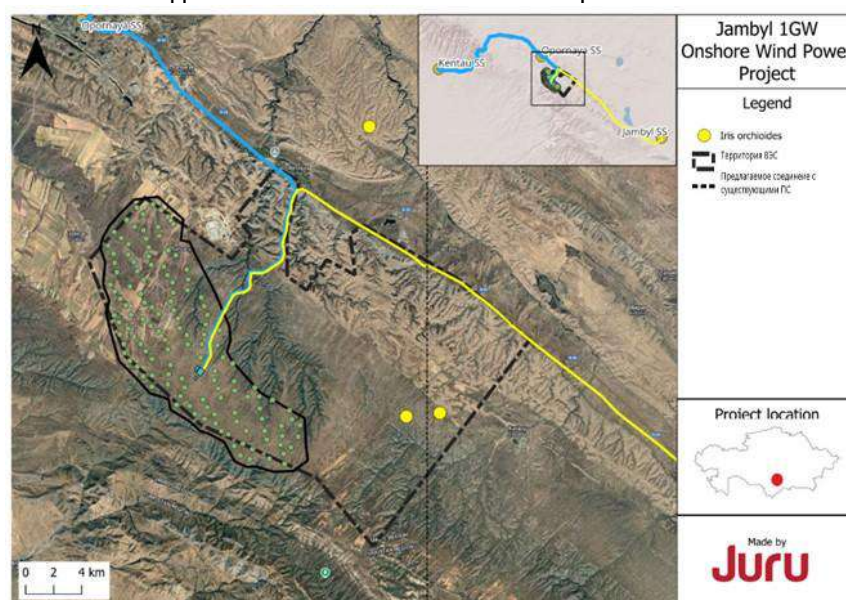 Opornaya SS
N
Opornaya SS
Kentau SS
Jambyl SS
0 2 4 km
Jambyl 1GW
Onshore Wind Power
Project
Legend
Iris orchioides
Территория ВЭС
Предлагаемое соединение с
существующими ПС
Project location
Made by
Juru